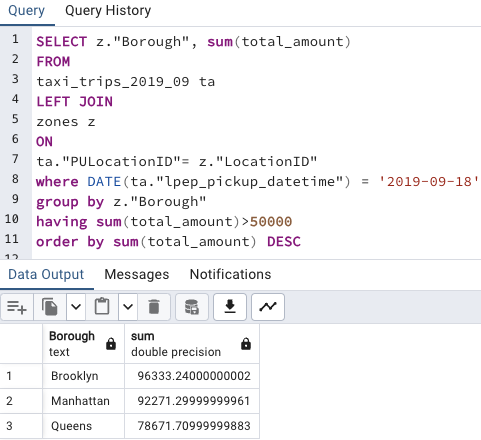 Query Query History
1 SELECT z."Borough", sum(total_amount)
2 FROM
3 taxi_trips_2019_09 ta
4 LEFT JOIN
5 zones z
6 ON
7 ta."PULocationID"= z."LocationID"
8 where DATE(ta."lpep_pickup_datetime") = '2019-09-18'
9 group by z."Borough"
10 having sum(total_amount)>50000
11 order by sum(total_amount) DESC
12
Data Output Messages Notifications
Borough sum
text double precision
1 Brooklyn 96333.24000000002
2 Manhattan 92271.29999999961
3 Queens 78671.70999999883